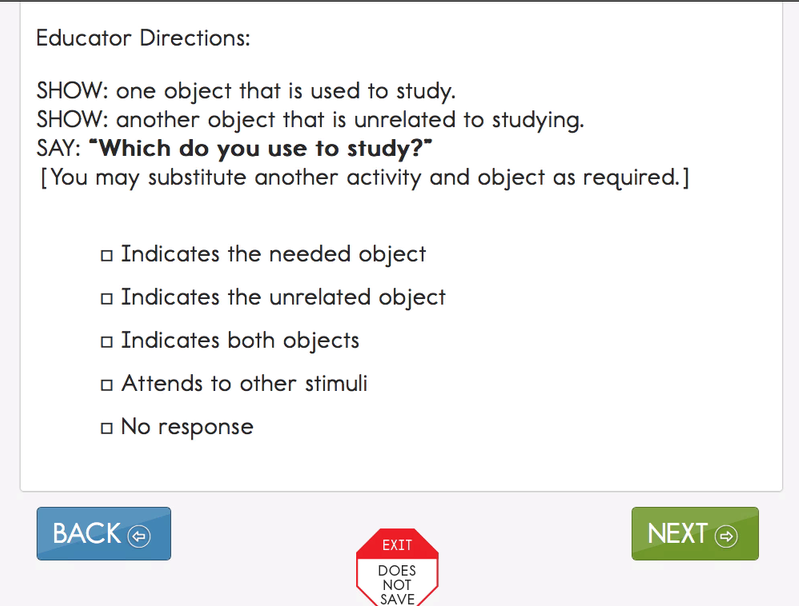 Educator Directions:
SHOW: one object that is used to study.
SHOW: another object that is unrelated to studying.
SAY: “Which do you use to study?”
[You may substitute another activity and object as required.]
Indicates the needed object
Indicates the unrelated object
Indicates both objects
Attends to other stimuli
No response
BACK
NEXT
EXIT
DOES
NOT
SAVE